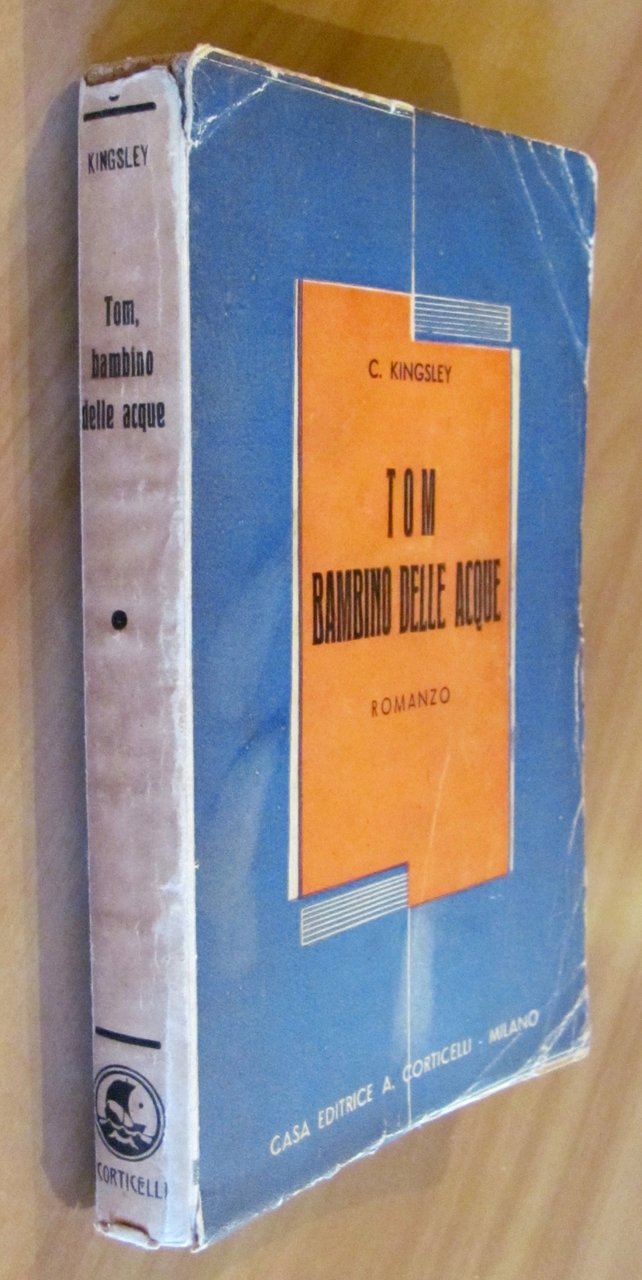 KINGSLEY
Tom,
bambino
delle acque
CORTICELLI
C. KINGSLEY
TOM
BAMBINO DELLE ACQUE
ROMANZO
CASA EDITRICE A. CORTICELLI - MILANO